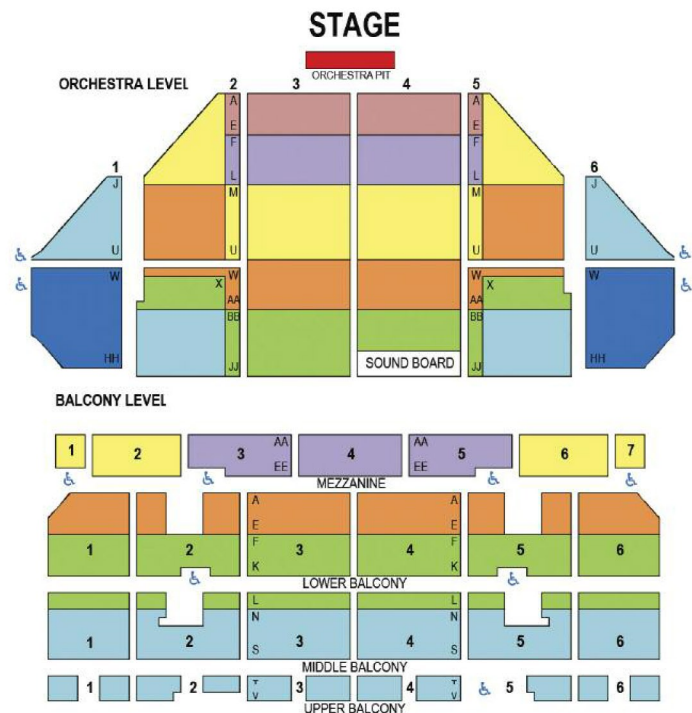 STAGE
ORCHESTRA PIT
ORCHESTRA LEVEL
2 3 4 5
A A
E E
F F
1 6
J L L J
M M
U U U U
W W W W
X X
AA AA
BB BB
HH JJ SOUND BOARD JJ HH
BALCONY LEVEL
1 2 3 AA 4 AA 5 6 7
EE EE
MEZZANINE
A A
E E
F F
1 2 3 4 5 6
K K
LOWER BALCONY
L L
N N
1 2 3 4 5 6
S S
MIDDLE BALCONY
T T
1 2 3 4 5 6
V V
UPPER BALCONY